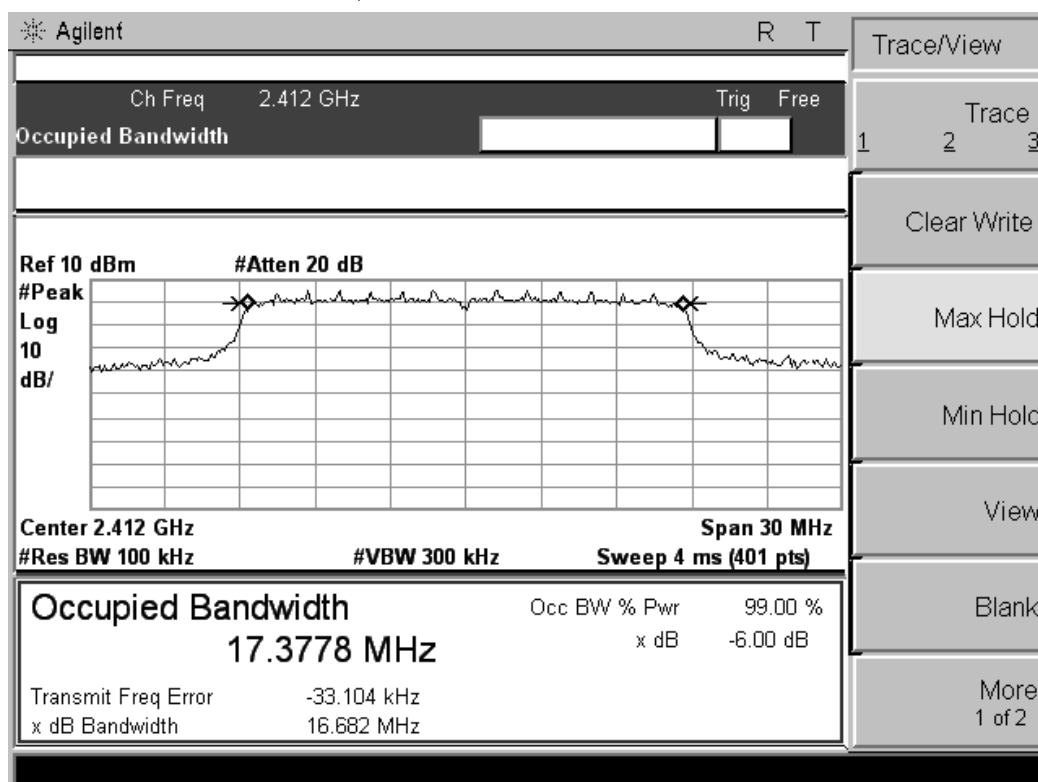 Agilent R T
Trace/View
Ch Freq 2.412 GHz Trig Free
Occupied Bandwidth
Trace
1 2 3
Clear Write
Ref 10 dBm #Atten 20 dB
#Peak
Log
10
dB/
Max Hold
Min Hold
View
Center 2.412 GHz Span 30 MHz
#Res BW 100 kHz #VBW 300 kHz Sweep 4 ms (401 pts)
Occupied Bandwidth Occ BW % Pwr 99.00 %
17.3778 MHz x dB -6.00 dB
Blank
Transmit Freq Error -33.104 kHz
x dB Bandwidth 16.682 MHz
More
1 of 2